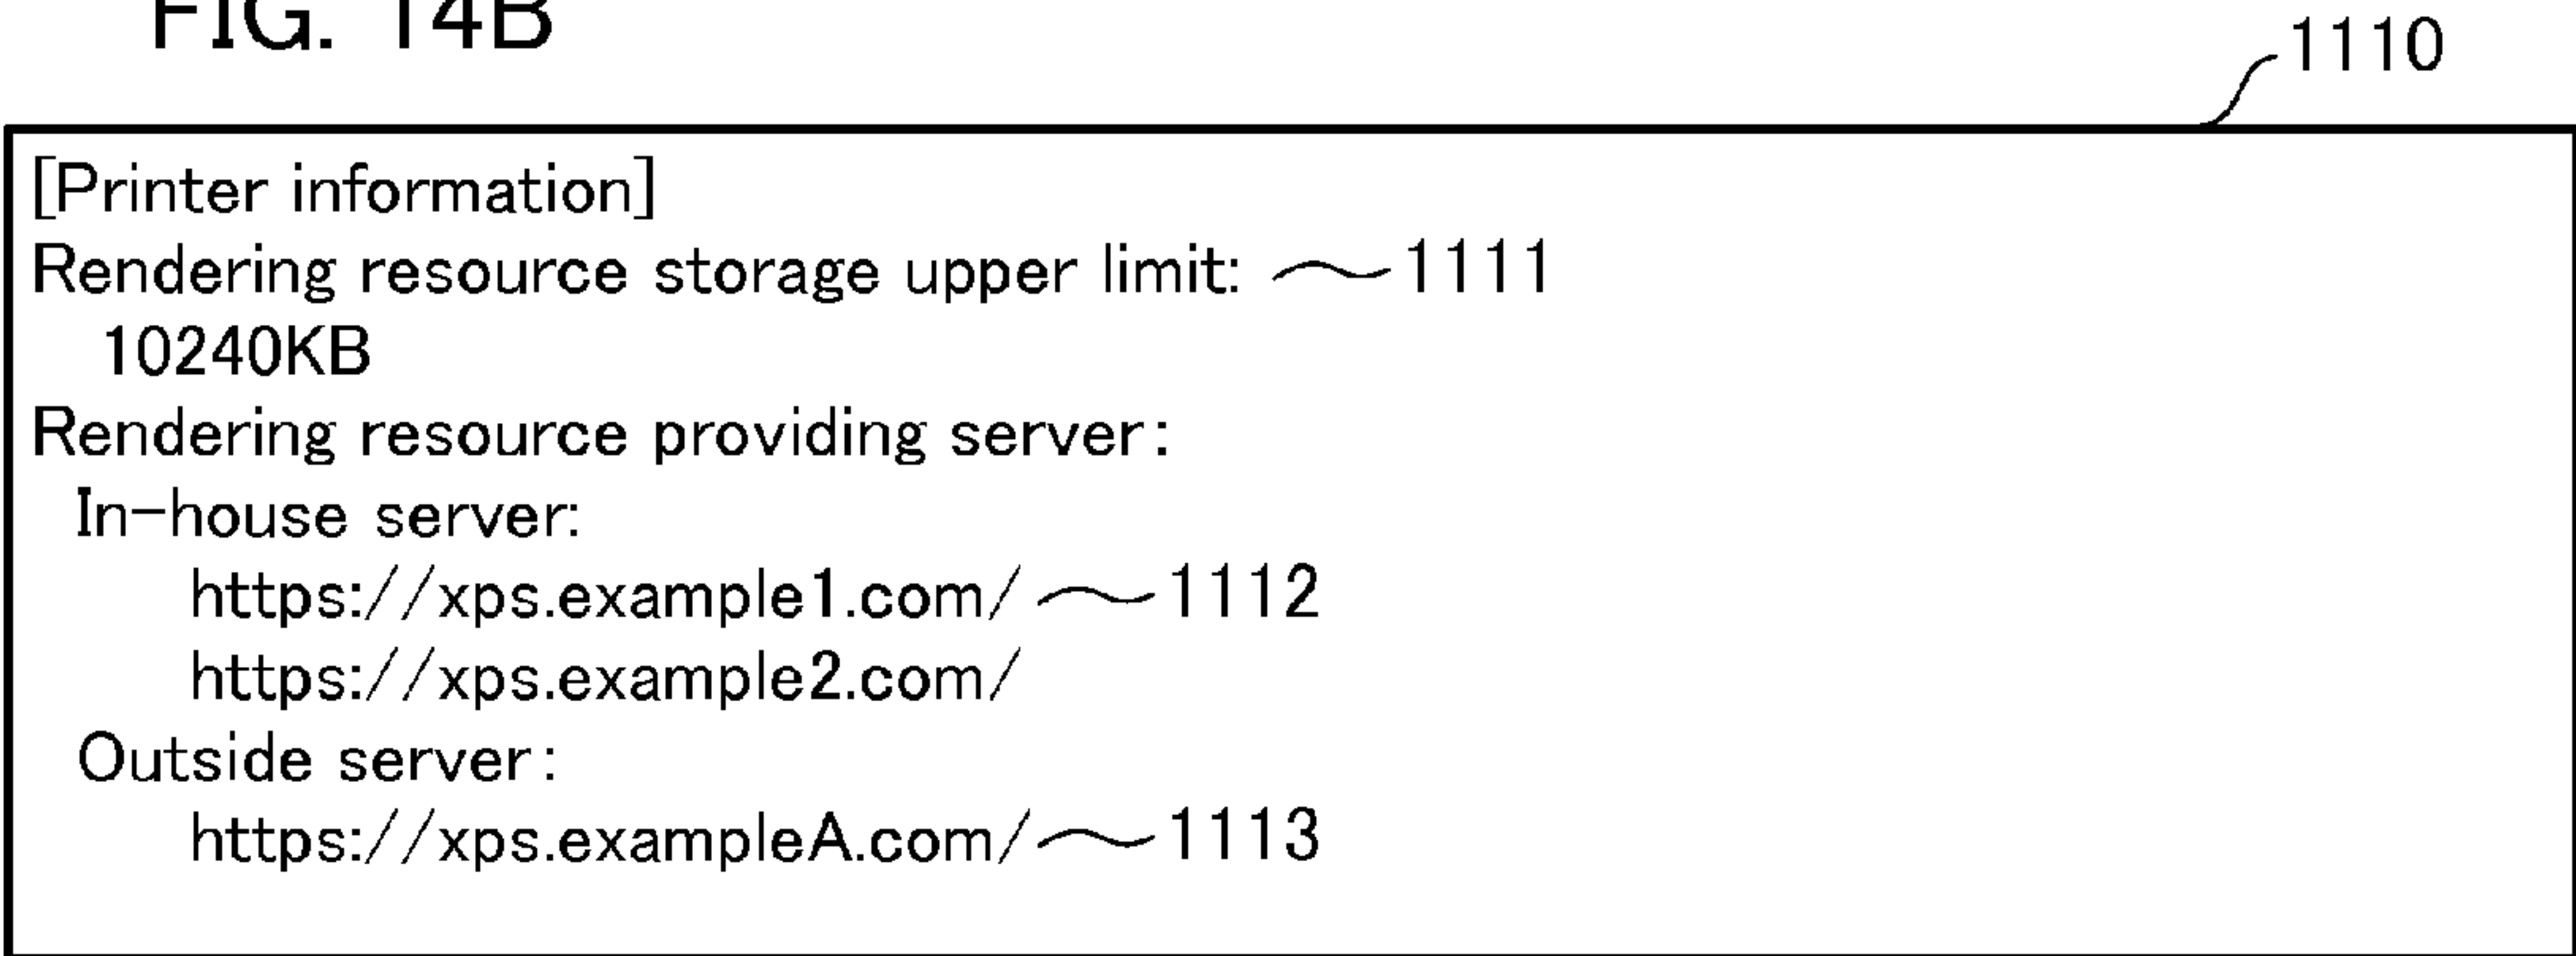 FIG. 14B
1110
[Printer information]
Rendering resource storage upper limit: 1111
10240KB
Rendering resource providing server:
In-house server:
https://xps.example1.com/ 1112
https://xps.example2.com/
Outside server:
https://xps.exampleA.com/ 1113